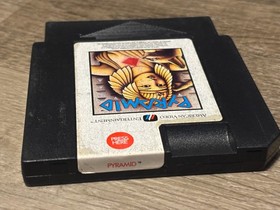 PYRAMID
AMERICAN VIDEO ENTERTAINMENT
PRESS
HERE
PYRAMID